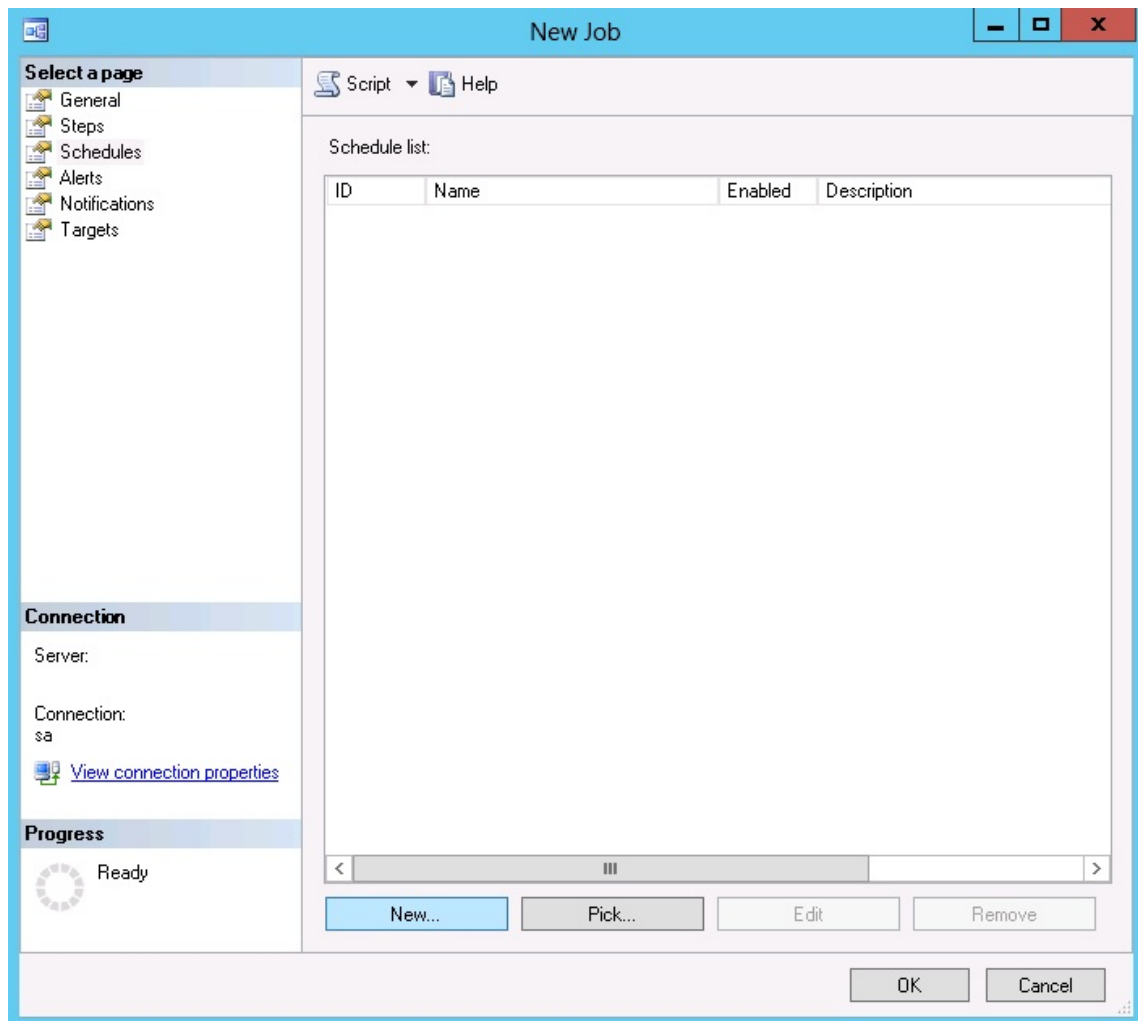 New Job
Select a page
General
Steps
Schedules
Alerts
Notifications
Targets
Script Help
Schedule list:
ID Name Enabled Description
Connection
Server:
Connection:
sa
View connection properties
Progress
Ready
New... Pick... Edit Remove
OK Cancel